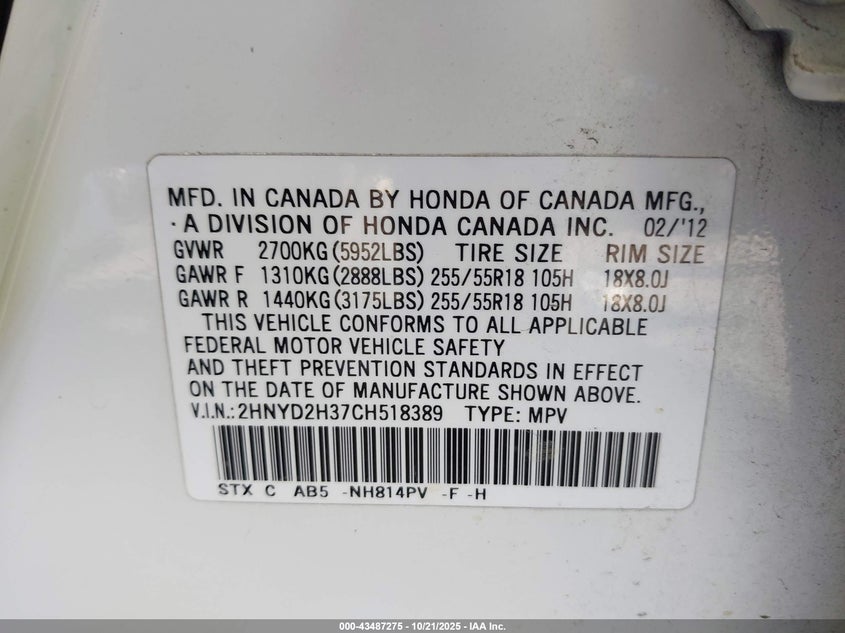 MFD. IN CANADA BY HONDA OF CANADA MFG.,
·A DIVISION OF HONDA CANADA INC. 02/'12
GVWR 2700KG(5952LBS) TIRE SIZE RIM SIZE
GAWR F 1310KG(2888LBS) 255/55R18 105H 18X8.0J
GAWR R 1440KG(3175LBS) 255/55R18 105H 18X8.0J
THIS VEHICLE CONFORMS TO ALL APPLICABLE
FEDERAL MOTOR VEHICLE SAFETY
AND THEFT PREVENTION STANDARDS IN EFFECT
ON THE DATE OF MANUFACTURE SHOWN ABOVE.
V.I.N.:2HNYD2H37CH518389 TYPE: MPV
STX C AB5 -NH814PV -F -H
000-43487275 - 10/21/2025 - IAA Inc.